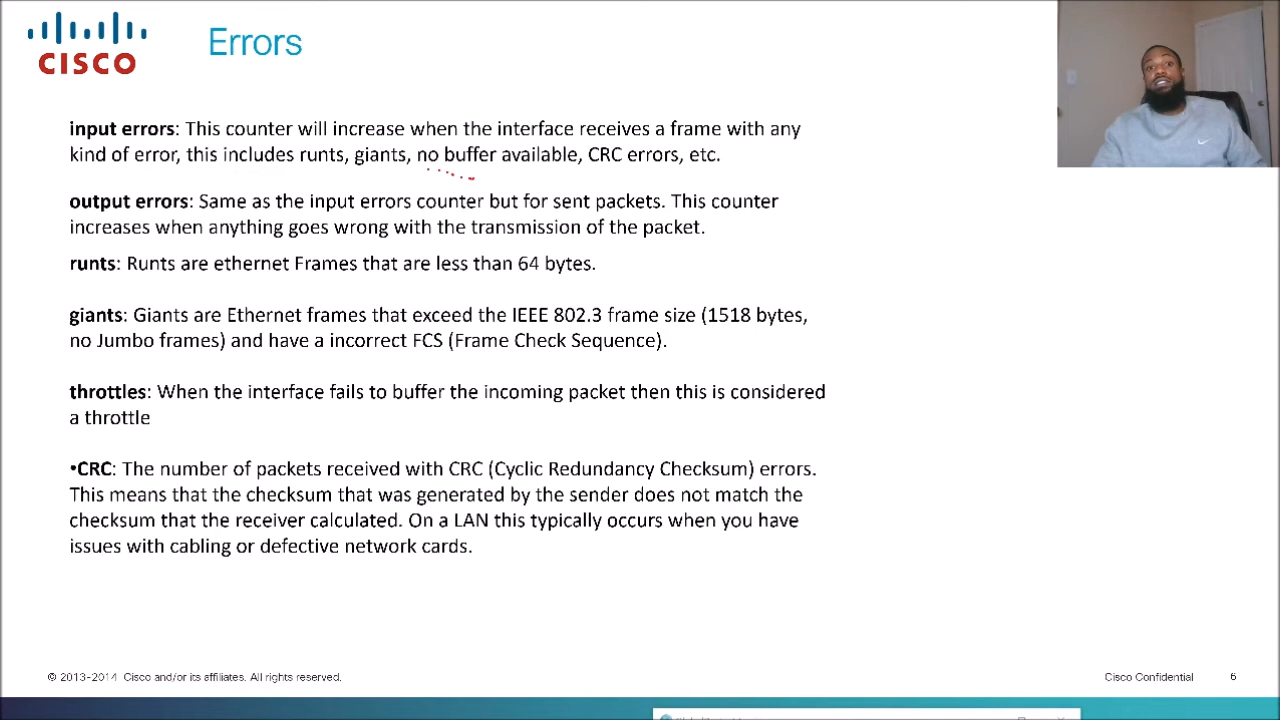 CISCO
Errors
input errors: This counter will increase when the interface receives a frame with any
kind of error, this includes runts, giants, no buffer available, CRC errors, etc.
output errors: Same as the input errors counter but for sent packets. This counter
increases when anything goes wrong with the transmission of the packet.
runts: Runts are ethernet Frames that are less than 64 bytes.
giants: Giants are Ethernet frames that exceed the IEEE 802.3 frame size (1518 bytes,
no Jumbo frames) and have a incorrect FCS (Frame Check Sequence).
throttles: When the interface fails to buffer the incoming packet then this is considered
a throttle
•CRC: The number of packets received with CRC (Cyclic Redundancy Checksum) errors.
This means that the checksum that was generated by the sender does not match the
checksum that the receiver calculated. On a LAN this typically occurs when you have
issues with cabling or defective network cards.
© 2013-2014 Cisco and/or its affiliates. All rights reserved.
Cisco Confidential
6